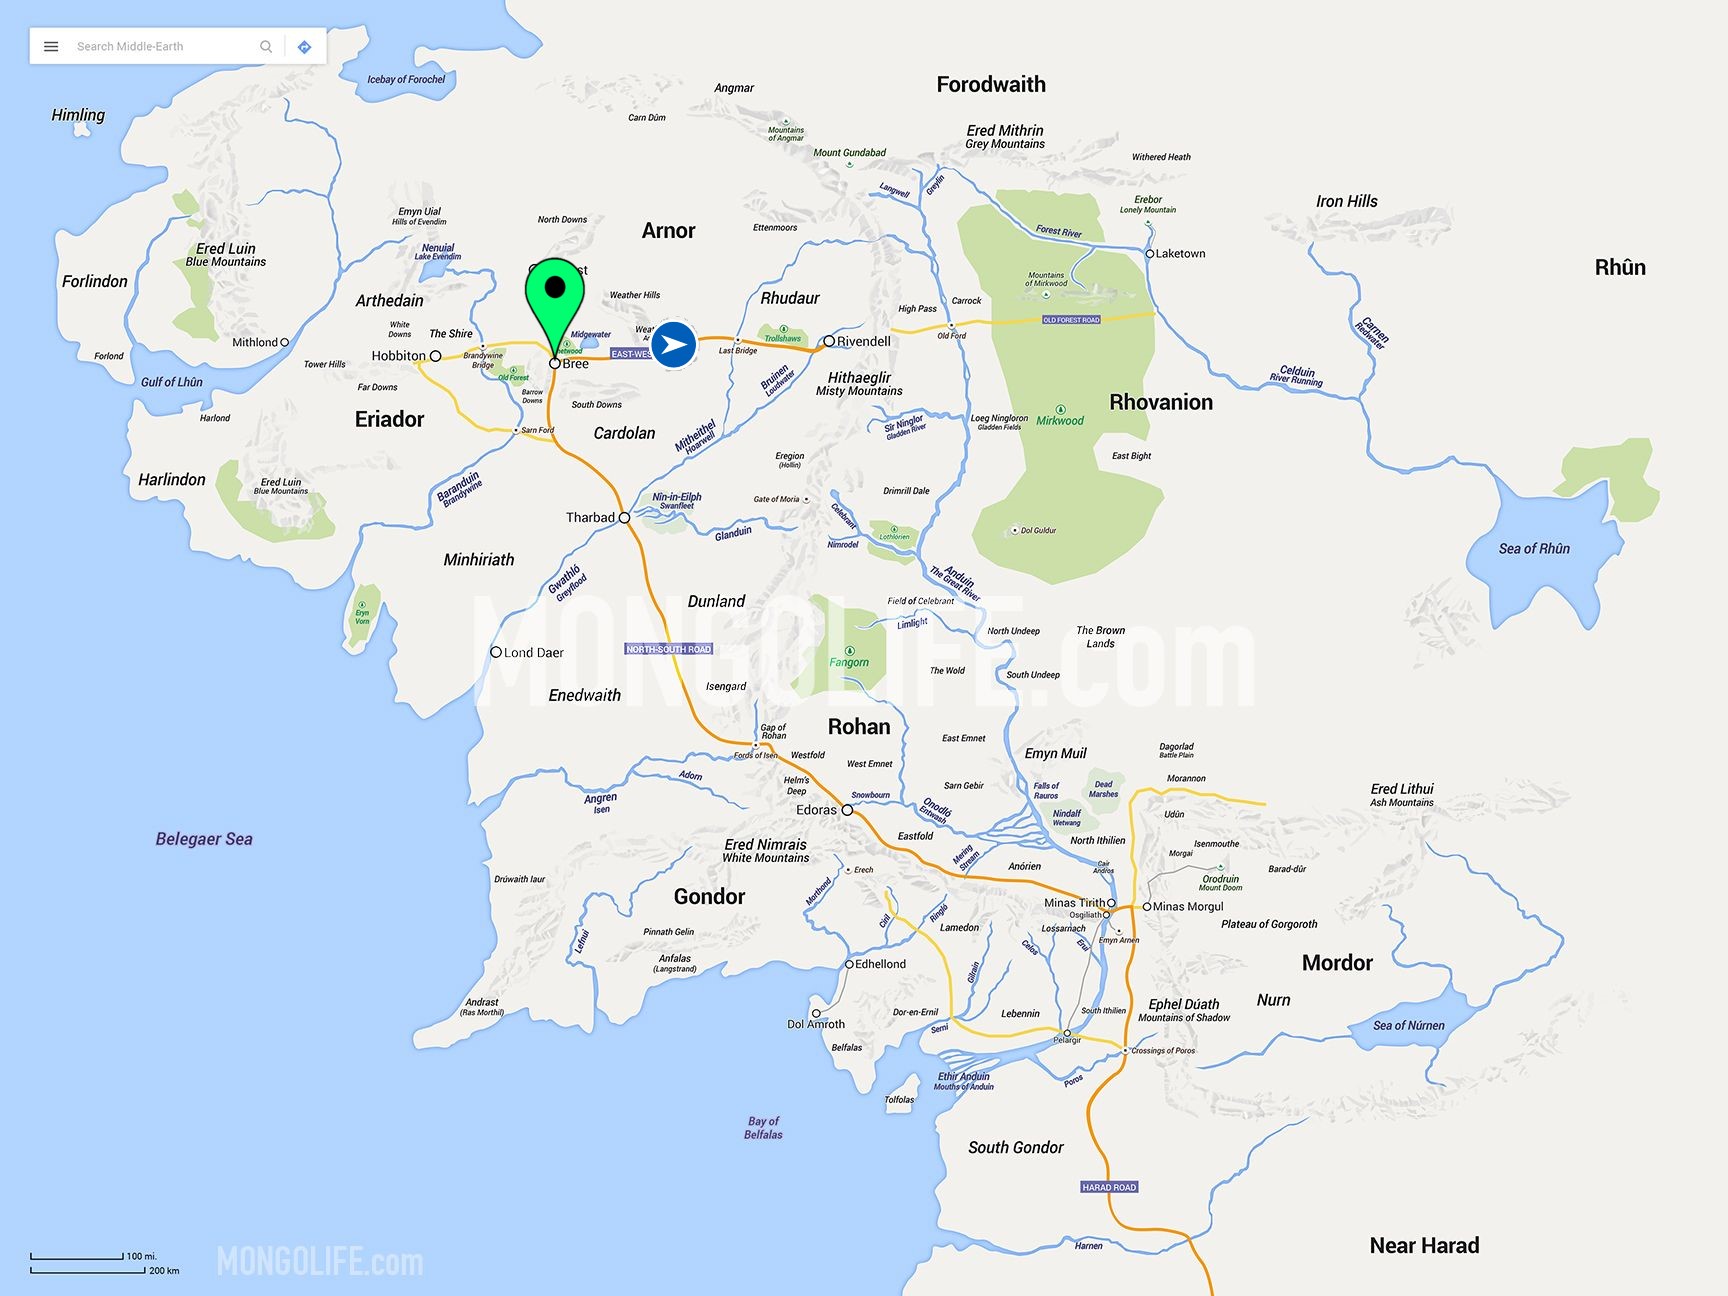 Search Middle-Earth
Icebay of Forochel
Himling
Angmar
Forodwaith
Carn Dûm
Mountains
of Angmar
Ered Mithrin
Grey Mountains
Mount Gundabad
Withered Heath
Langwell
Greylin
Erebor
Lonely Mountain
Iron Hills
Emyn Uial
Hills of Evendim
North Downs
Arnor
Ettenmoors
Forest River
Ered Luin
Blue Mountains
Nenuial
Lake Evendim
Laketown
Rhûn
Forlindon
Mountains
of Mirkwood
Arthedain
Weather Hills
Rhudaur
High Pass
Carrock
White
Downs
The Shire
Midgewater
Trollshaws
OLD FOREST ROAD
Carnen
Redwater
Mithlond
Hobbiton
Brandywine
Bridge
Bree
Last Bridge
Rivendell
Old Ford
Forlond
Tower Hills
Old Forest
Gulf of Lhûn
Far Downs
Barrow
Downs
South Downs
Bruinen
Loudwater
Hithaeglir
Misty Mountains
Celduin
River Running
Harlond
Eriador
Sarn Ford
Cardolan
Mitheithel
Hoarwell
Sîr Ninglor
Gladden River
Loeg Ningloron
Gladden Fields
Mirkwood
Rhovanion
East Bight
Harlindon
Ered Luin
Blue Mountains
Baranduin
Brandywine
Eregion
(Hollin)
Nîn-in-Eilph
Swanfleet
Gate of Moria
Drimrill Dale
Tharbad
Glanduin
Celebrant
Nimrodel
Lothlorien
Dol Guldur
Sea of Rhûn
Minhiriath
Gwathló
Greyflood
Anduin
The Great River
Eryn
Vorn
Dunland
Field of Celebrant
Limlight
North Undeep
The Brown
Lands
MONGOLIFE.com
Lond Daer
NORTH-SOUTH ROAD
Fangorn
The Wold
South Undeep
Enedwaith
Isengard
Gap of
Rohan
Rohan
East Emnet
Emyn Muil
Dagorlad
Battle Plain
Fords of Isen
Westfold
West Emnet
Adorn
Helm's
Deep
Sarn Gebir
Falls of
Rauros
Dead
Marshes
Morannon
Ered Lithui
Ash Mountains
Angren
Isen
Edoras
Snowbourn
Onodló
Entwash
Nindalf
Wetwang
Udûn
Belegaer Sea
Ered Nimrais
White Mountains
Eastfold
Mering
Stream
North Ithilien
Isenmouthe
Morgai
Drúwaith Iaur
Erech
Anórien
Cair
Andros
Orodruin
Mount Doom
Barad-dûr
Gondor
Morthond
Ciril
Ringló
Minas Tirith
Osgiliath
Minas Morgul
Lefnui
Pinnath Gelin
Lamedon
Lossarnach
Emyn Arnen
Plateau of Gorgoroth
Anfalas
(Langstrand)
Edhellond
Gilrain
Celos
Erui
Mordor
Andrast
(Ras Morthil)
Dol Amroth
Dor-en-Ernil
Serni
Lebennin
South Ithilien
Ephel Dúath
Mountains of Shadow
Nurn
Sea of Núrnen
Belfalas
Pelargir
Crossings of Poros
Ethir Anduin
Mouths of Anduin
Poros
Tolfolas
Bay of
Belfalas
South Gondor
HARAD ROAD
Harnen
Near Harad
100 mi.
200 km
MONGOLIFE.com